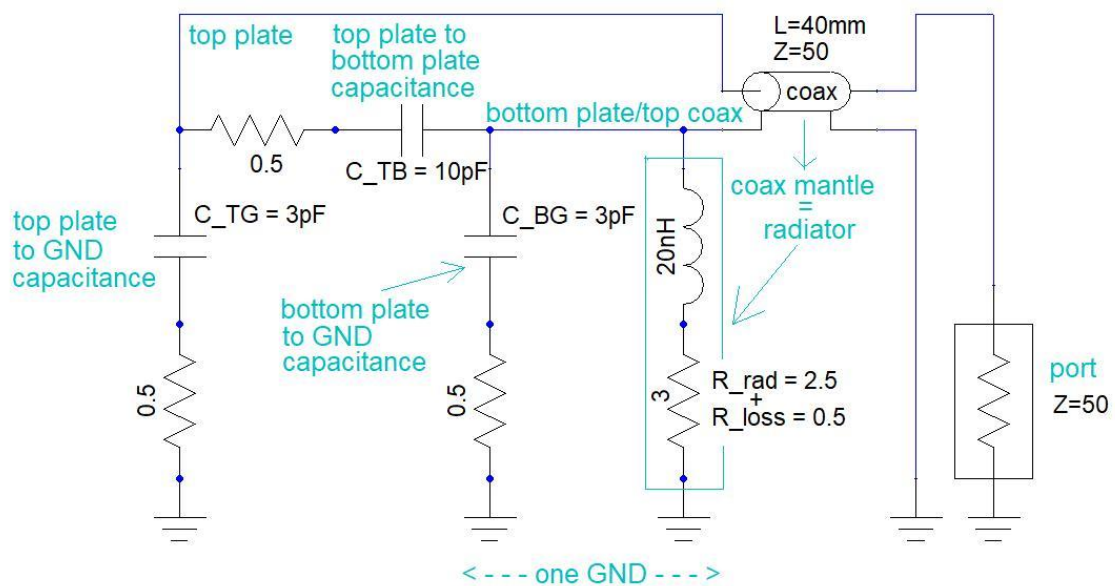 top plate
top plate to
bottom plate
capacitance
L=40mm
Z=50
coax
bottom plate/top coax
0.5
C_TB = 10pF
top plate
to GND
capacitance
C_TG = 3pF
C_BG = 3pF
20nH
coax mantle
=
radiator
bottom plate
to GND
capacitance
0.5
0.5
3
R_rad = 2.5
+
R_loss = 0.5
port
Z=50
< - - - one GND - - - >